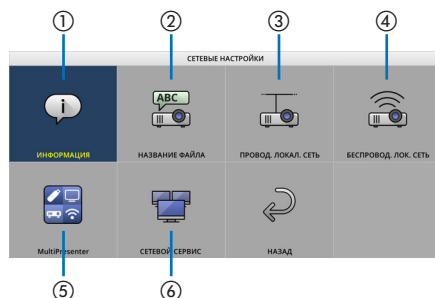 ① ② ③ ④
СЕТЕВЫЕ НАСТРОЙКИ
ABC
ИНФОРМАЦИЯ НАЗВАНИЕ ФАЙЛА ПРОВОД. ЛОКАЛ. СЕТЬ БЕСПРОВОД. ЛОК. СЕТЬ
MultiPresenter СЕТЕВОЙ СЕРВИС НАЗАД
⑤ ⑥